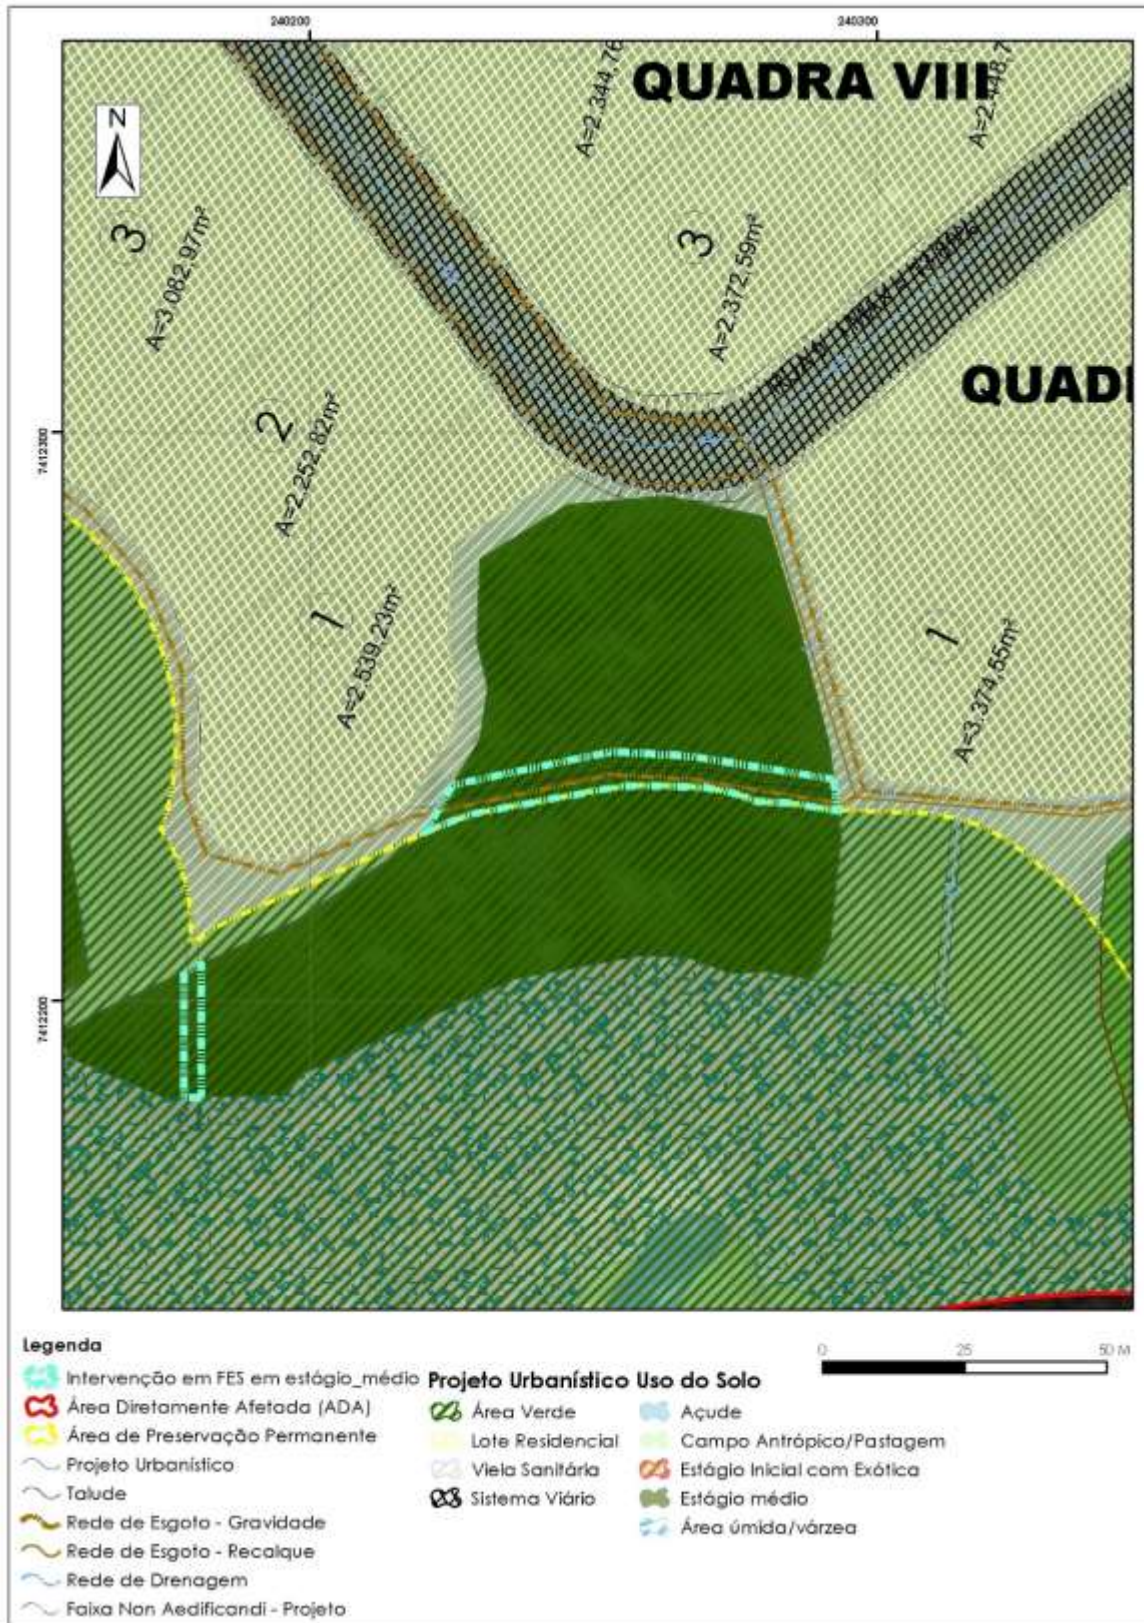 240200 240300
QUADRA VIII
N
A=2.344,76
A=2.448,7
3
A=3.082,97m²
3
A=2.372,59m²
QUAD
2
A=2.252,82m²
7412300
1
A=2.539,23m²
1
A=3.374,55m²
7412200
Legenda
Intervenção em FES em estágio_médio
Área Diretamente Afetada (ADA)
Área de Preservação Permanente
Projeto Urbanístico
Talude
Rede de Esgoto - Gravidade
Rede de Esgoto - Recalque
Rede de Drenagem
Faixa Non Aedificandi - Projeto
Projeto Urbanístico
Área Verde
Lote Residencial
Viela Sanitária
Sistema Viário
Uso do Solo
Açude
Campo Antrópico/Pastagem
Estágio Inicial com Exótica
Estágio médio
Área úmida/várzea
0 25 50 M